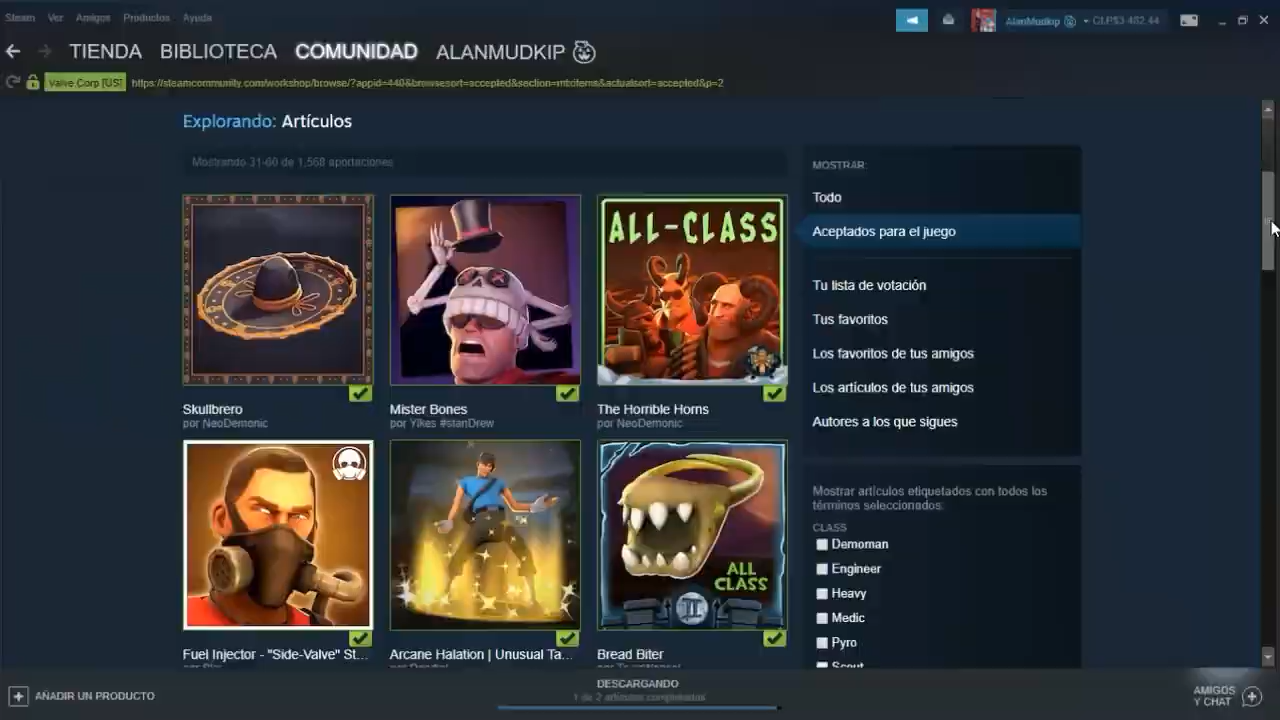 Steam Ver Amigos Productos Ayuda
AlanMudkip CLP$3 482.44
TIENDA BIBLIOTECA COMUNIDAD ALANMUDKIP
Valve Corp [US] https://steamcommunity.com/workshop/browse/?appid=440&browsesort=accepted&section=mtxitems&actualsort=accepted&p=2
Explorando: Artículos
Mostrando 31-60 de 1,568 aportaciones
MOSTRAR:
Todo
Aceptados para el juego
Tu lista de votación
Tus favoritos
Los favoritos de tus amigos
Los artículos de tus amigos
Autores a los que sigues
ALL-CLASS
Skullbrero
por NeoDemonic
Mister Bones
por Yikes #stanDrew
The Horrible Horns
por NeoDemonic
ALL
CLASS
Fuel Injector - "Side-Valve" St...
Arcane Halation | Unusual Ta...
Bread Biter
Mostrar artículos etiquetados con todos los
términos seleccionados:
CLASS
Demoman
Engineer
Heavy
Medic
Pyro
Scout
AÑADIR UN PRODUCTO
DESCARGANDO
1 de 2 artículos completados
AMIGOS
Y CHAT